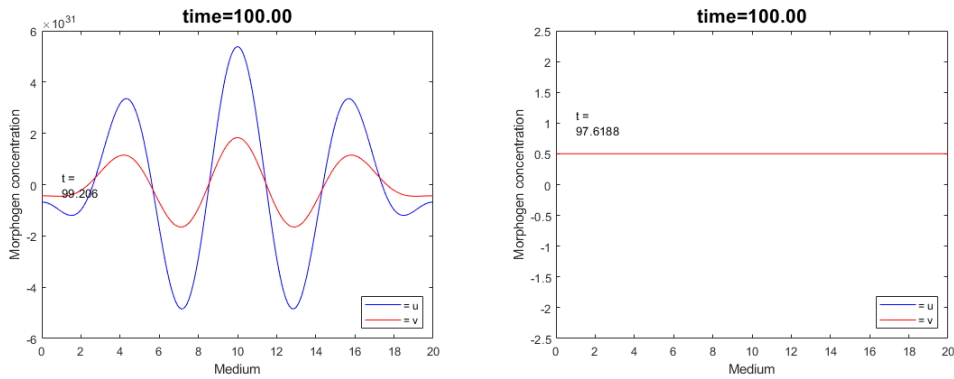 time=100.00
×10^31
6
4
2
0
-2
-4
-6
Morphogen concentration
t =
99.206
= u
= v
0 2 4 6 8 10 12 14 16 18 20
Medium
time=100.00
2.5
2
1.5
1
0.5
0
-0.5
-1
-1.5
-2
-2.5
Morphogen concentration
t =
97.6188
= u
= v
0 2 4 6 8 10 12 14 16 18 20
Medium